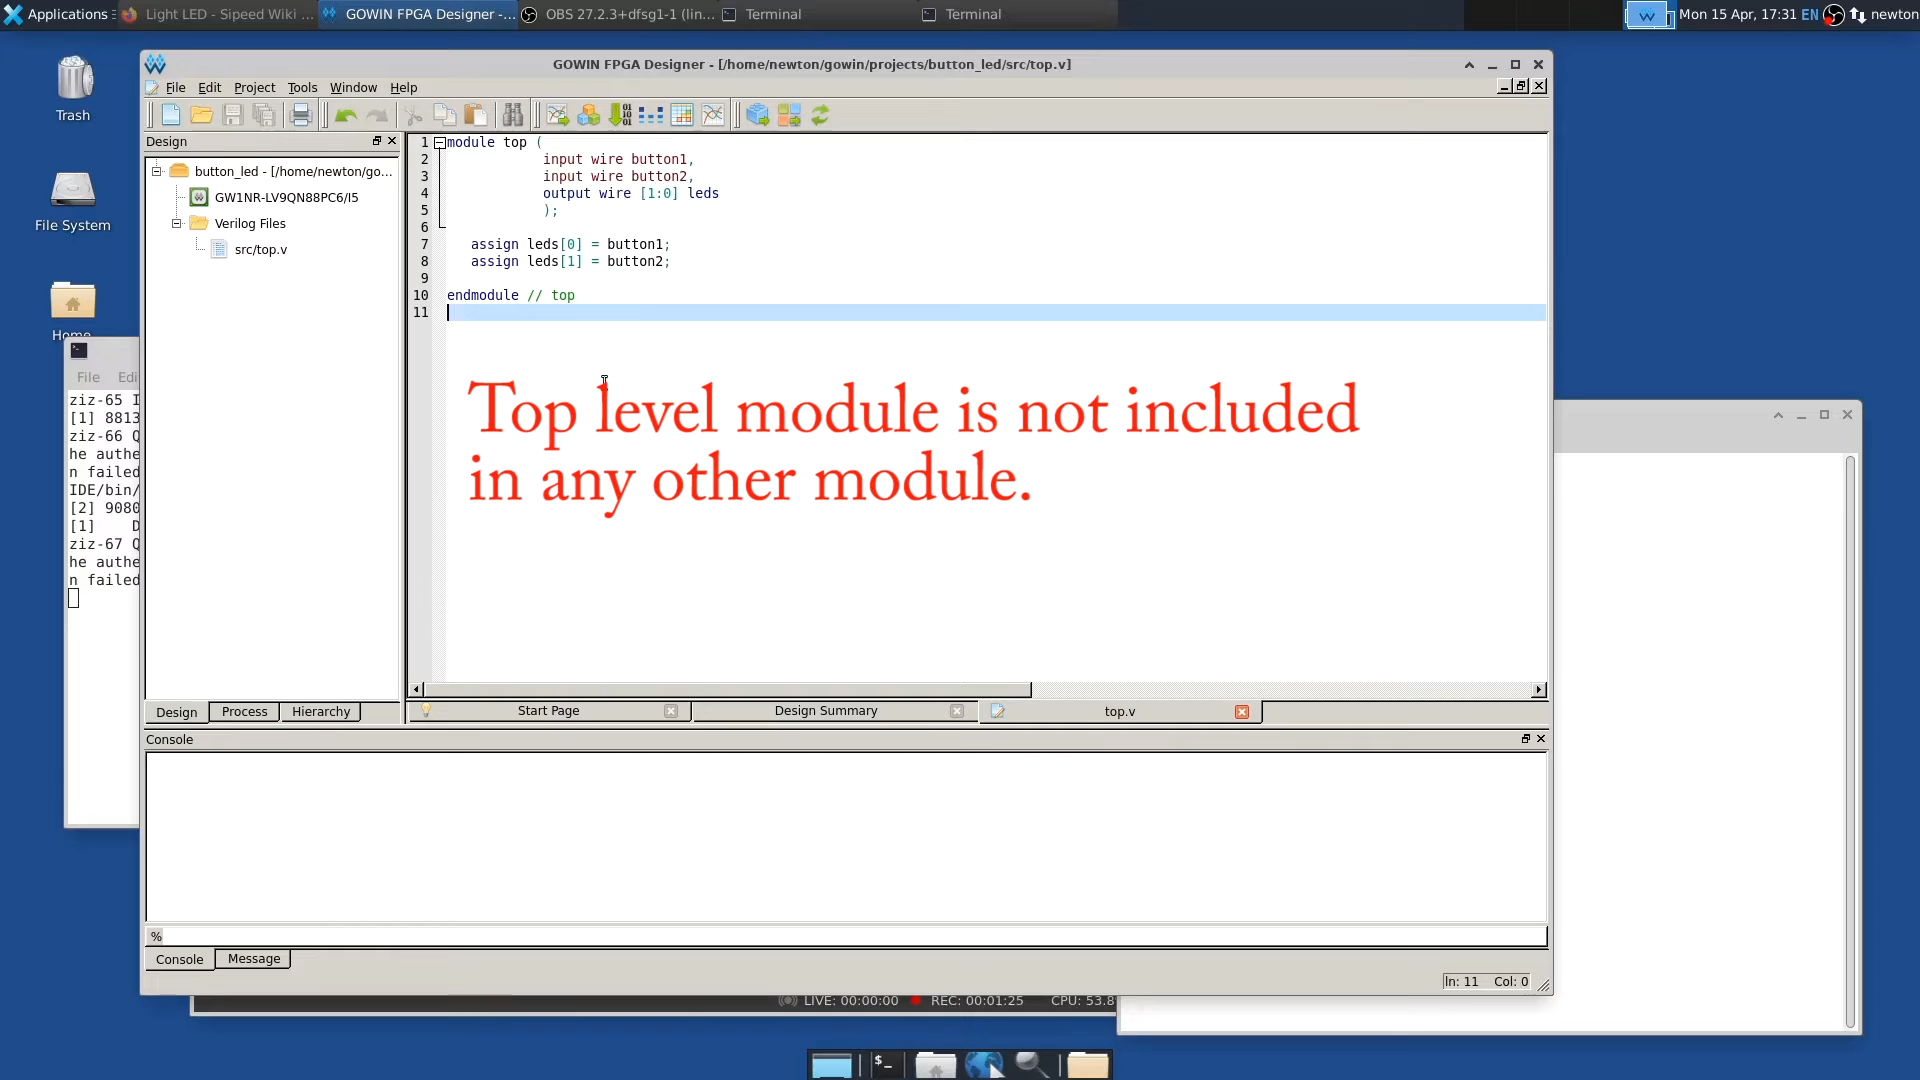 Applications
Light LED - Sipeed Wiki ...
GOWIN FPGA Designer -...
OBS 27.2.3+dfsg1-1 (lin...
Terminal
Terminal
Mon 15 Apr, 17:31 EN
newton
Trash
File System
Home
GOWIN FPGA Designer - [/home/newton/gowin/projects/button_led/src/top.v]
File Edit Project Tools Window Help
Design
button_led - [/home/newton/go...
GW1NR-LV9QN88PC6/I5
Verilog Files
src/top.v
1 module top (
2 input wire button1,
3 input wire button2,
4 output wire [1:0] leds
5 );
6
7 assign leds[0] = button1;
8 assign leds[1] = button2;
9
10 endmodule // top
11
Top level module is not included
in any other module.
File Edi
ziz-65 I
[1] 8813
ziz-66 Q
he authe
n failed
IDE/bin/
[2] 9080
[1] D
ziz-67 Q
he authe
n failed
Design Process Hierarchy
Start Page
Design Summary
top.v
Console
%
Console Message
ln: 11 Col: 0
LIVE: 00:00:00 REC: 00:01:25 CPU: 53.8